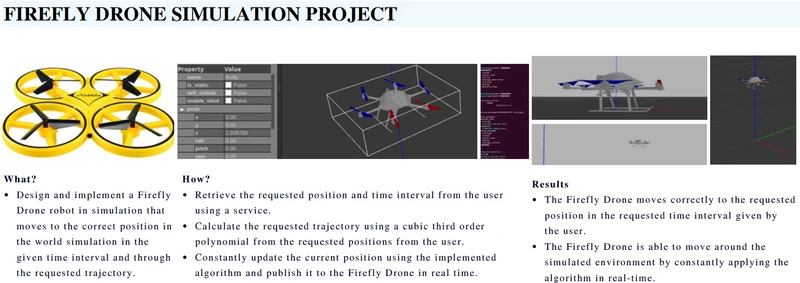 FIREFLY DRONE SIMULATION PROJECT
Property Value
name firefly
is_static False
self_collide False
enable_wind False
pose
x 0.00
y 0.00
z
roll 0.00
pitch 0.00
yaw 0.00
What?
• Design and implement a Firefly
Drone robot in simulation that
moves to the correct position in
the world simulation in the
given time interval and through
the requested trajectory.
How?
• Retrieve the requested position and time interval from the user
using a service.
• Calculate the requested trajectory using a cubic third order
polynomial from the requested positions from the user.
• Constantly update the current position using the implemented
algorithm and publish it to the Firefly Drone in real time.
Results
• The Firefly Drone moves correctly to the requested
position in the requested time interval given by
the user.
• The Firefly Drone is able to move around the
simulated environment by constantly applying the
algorithm in real-time.